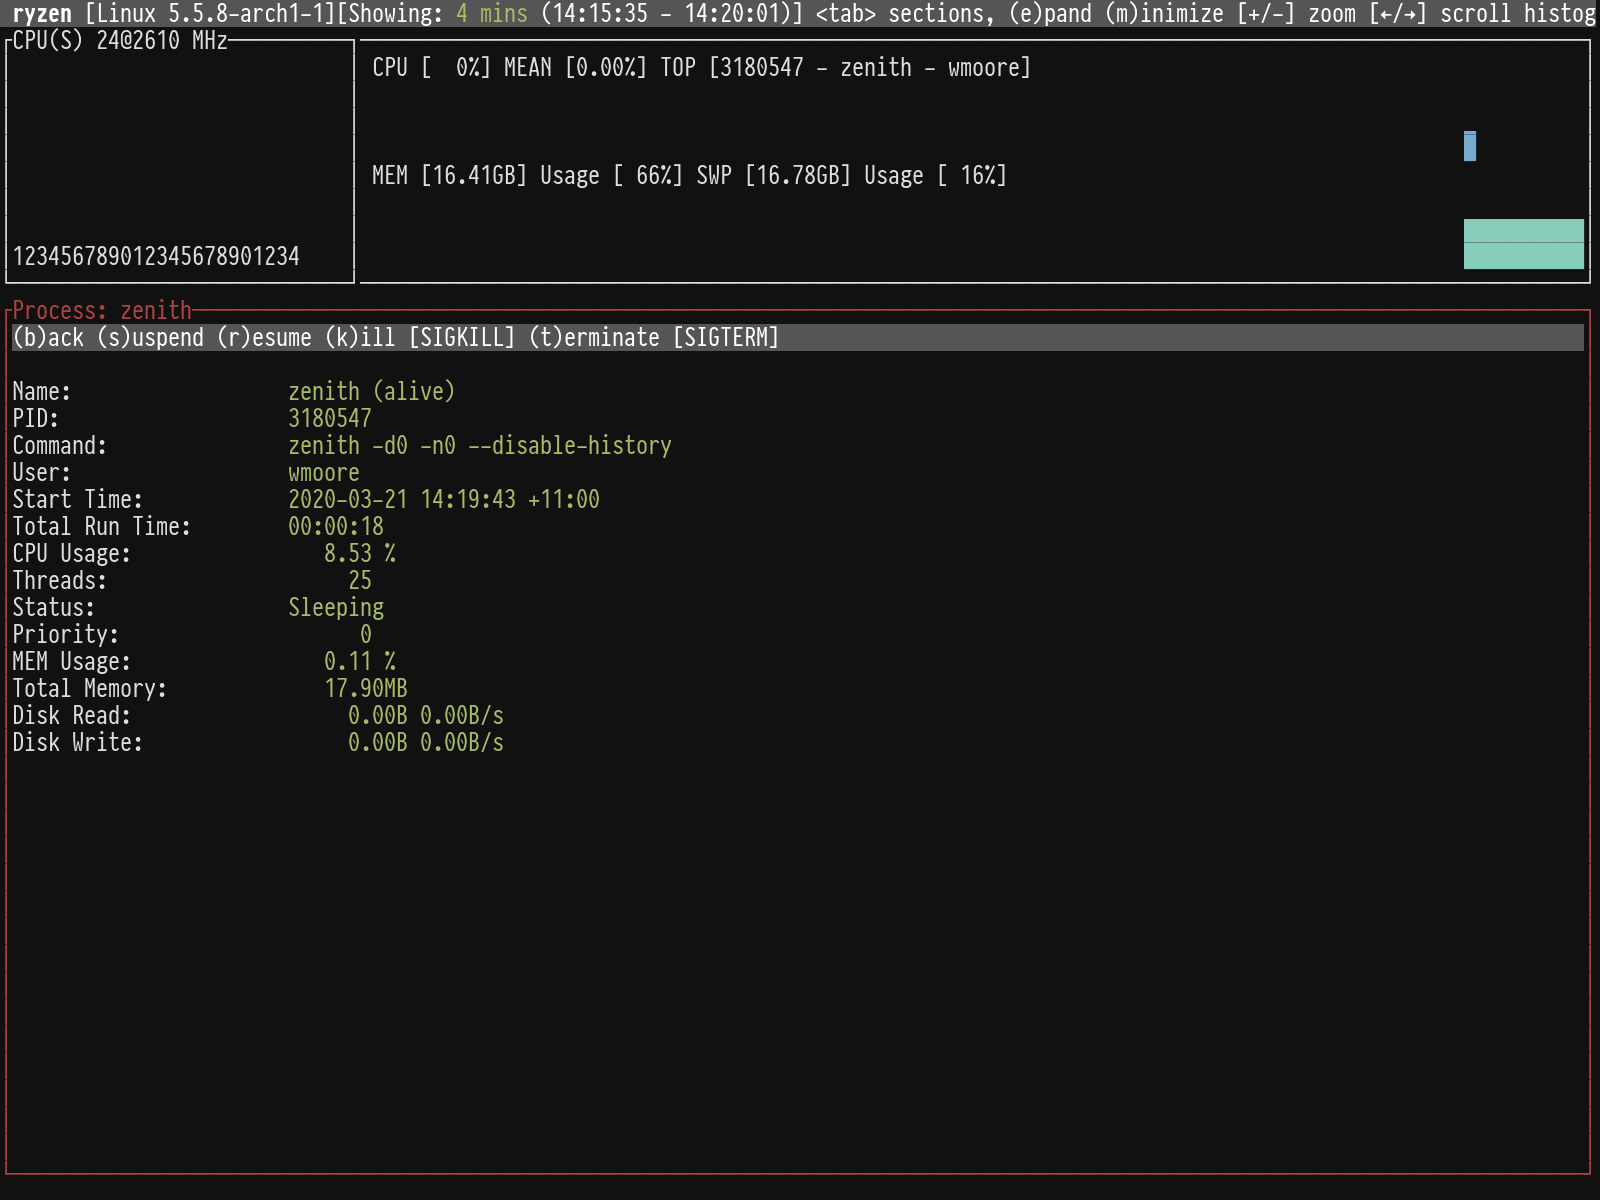 ryzen [Linux 5.5.8-arch1-1][Showing: 4 mins (14:15:35 - 14:20:01)] <tab> sections, (e)pand (m)inimize [+/-] zoom [←/→] scroll histog
CPU(S) 24@2610 MHz
CPU [  0%] MEAN [0.00%] TOP [3180547 - zenith - wmoore]
MEM [16.41GB] Usage [ 66%] SWP [16.78GB] Usage [ 16%]
123456789012345678901234
Process: zenith
(b)ack (s)uspend (r)esume (k)ill [SIGKILL] (t)erminate [SIGTERM]
Name: zenith (alive)
PID: 3180547
Command: zenith -d0 -n0 --disable-history
User: wmoore
Start Time: 2020-03-21 14:19:43 +11:00
Total Run Time: 00:00:18
CPU Usage: 8.53 %
Threads: 25
Status: Sleeping
Priority: 0
MEM Usage: 0.11 %
Total Memory: 17.90MB
Disk Read: 0.00B 0.00B/s
Disk Write: 0.00B 0.00B/s